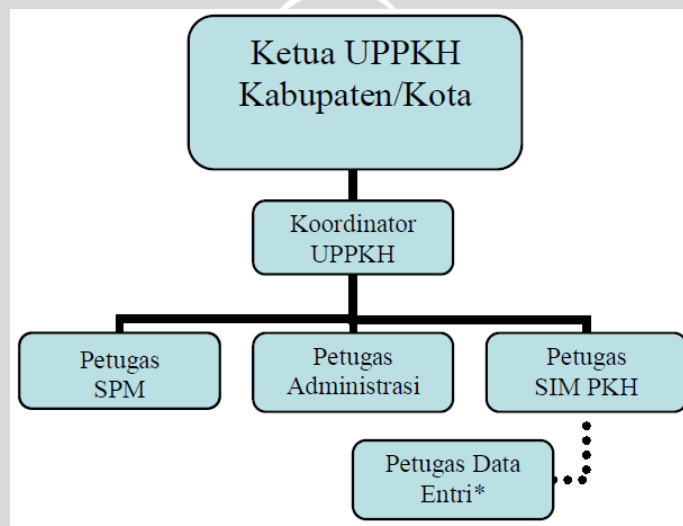 Ketua UPPKH
Kabupaten/Kota
Koordinator
UPPKH
Petugas
SPM
Petugas
Administrasi
Petugas
SIM PKH
Petugas Data
Entri*